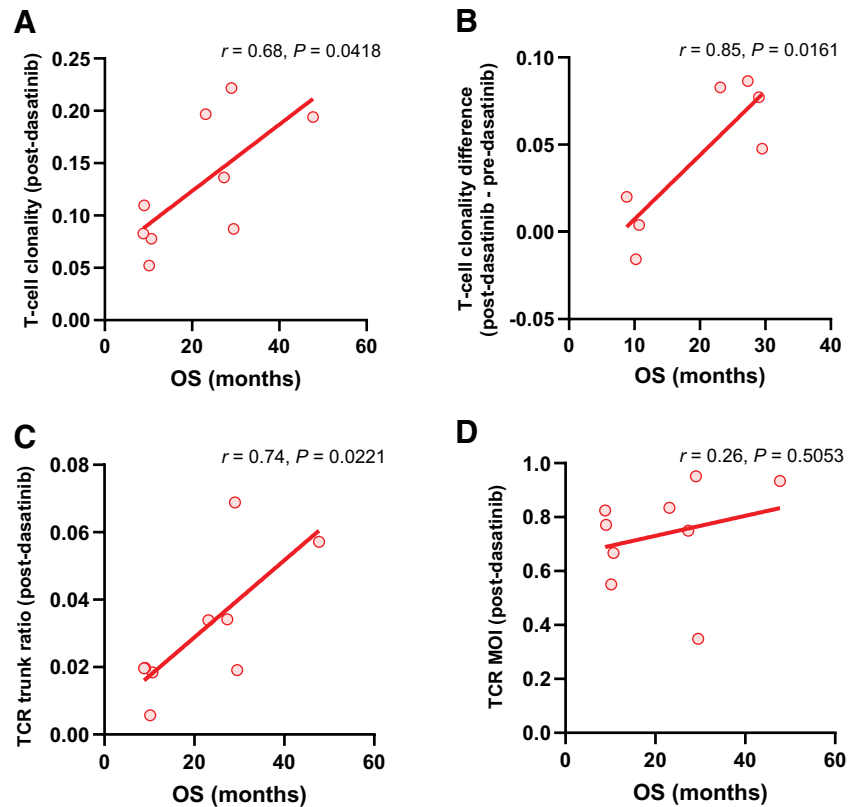 A
r = 0.68, P = 0.0418
T-cell clonality (post-dasatinib)
0.25
0.20
0.15
0.10
0.05
0.00
0 20 40 60
OS (months)
B
r = 0.85, P = 0.0161
T-cell clonality difference
(post-dasatinib - pre-dasatinib)
0.10
0.05
0.00
-0.05
0 10 20 30 40
OS (months)
C
r = 0.74, P = 0.0221
TCR trunk ratio (post-dasatinib)
0.08
0.06
0.04
0.02
0.00
0 20 40 60
OS (months)
D
r = 0.26, P = 0.5053
TCR MOI (post-dasatinib)
1.0
0.8
0.6
0.4
0.2
0.0
0 20 40 60
OS (months)